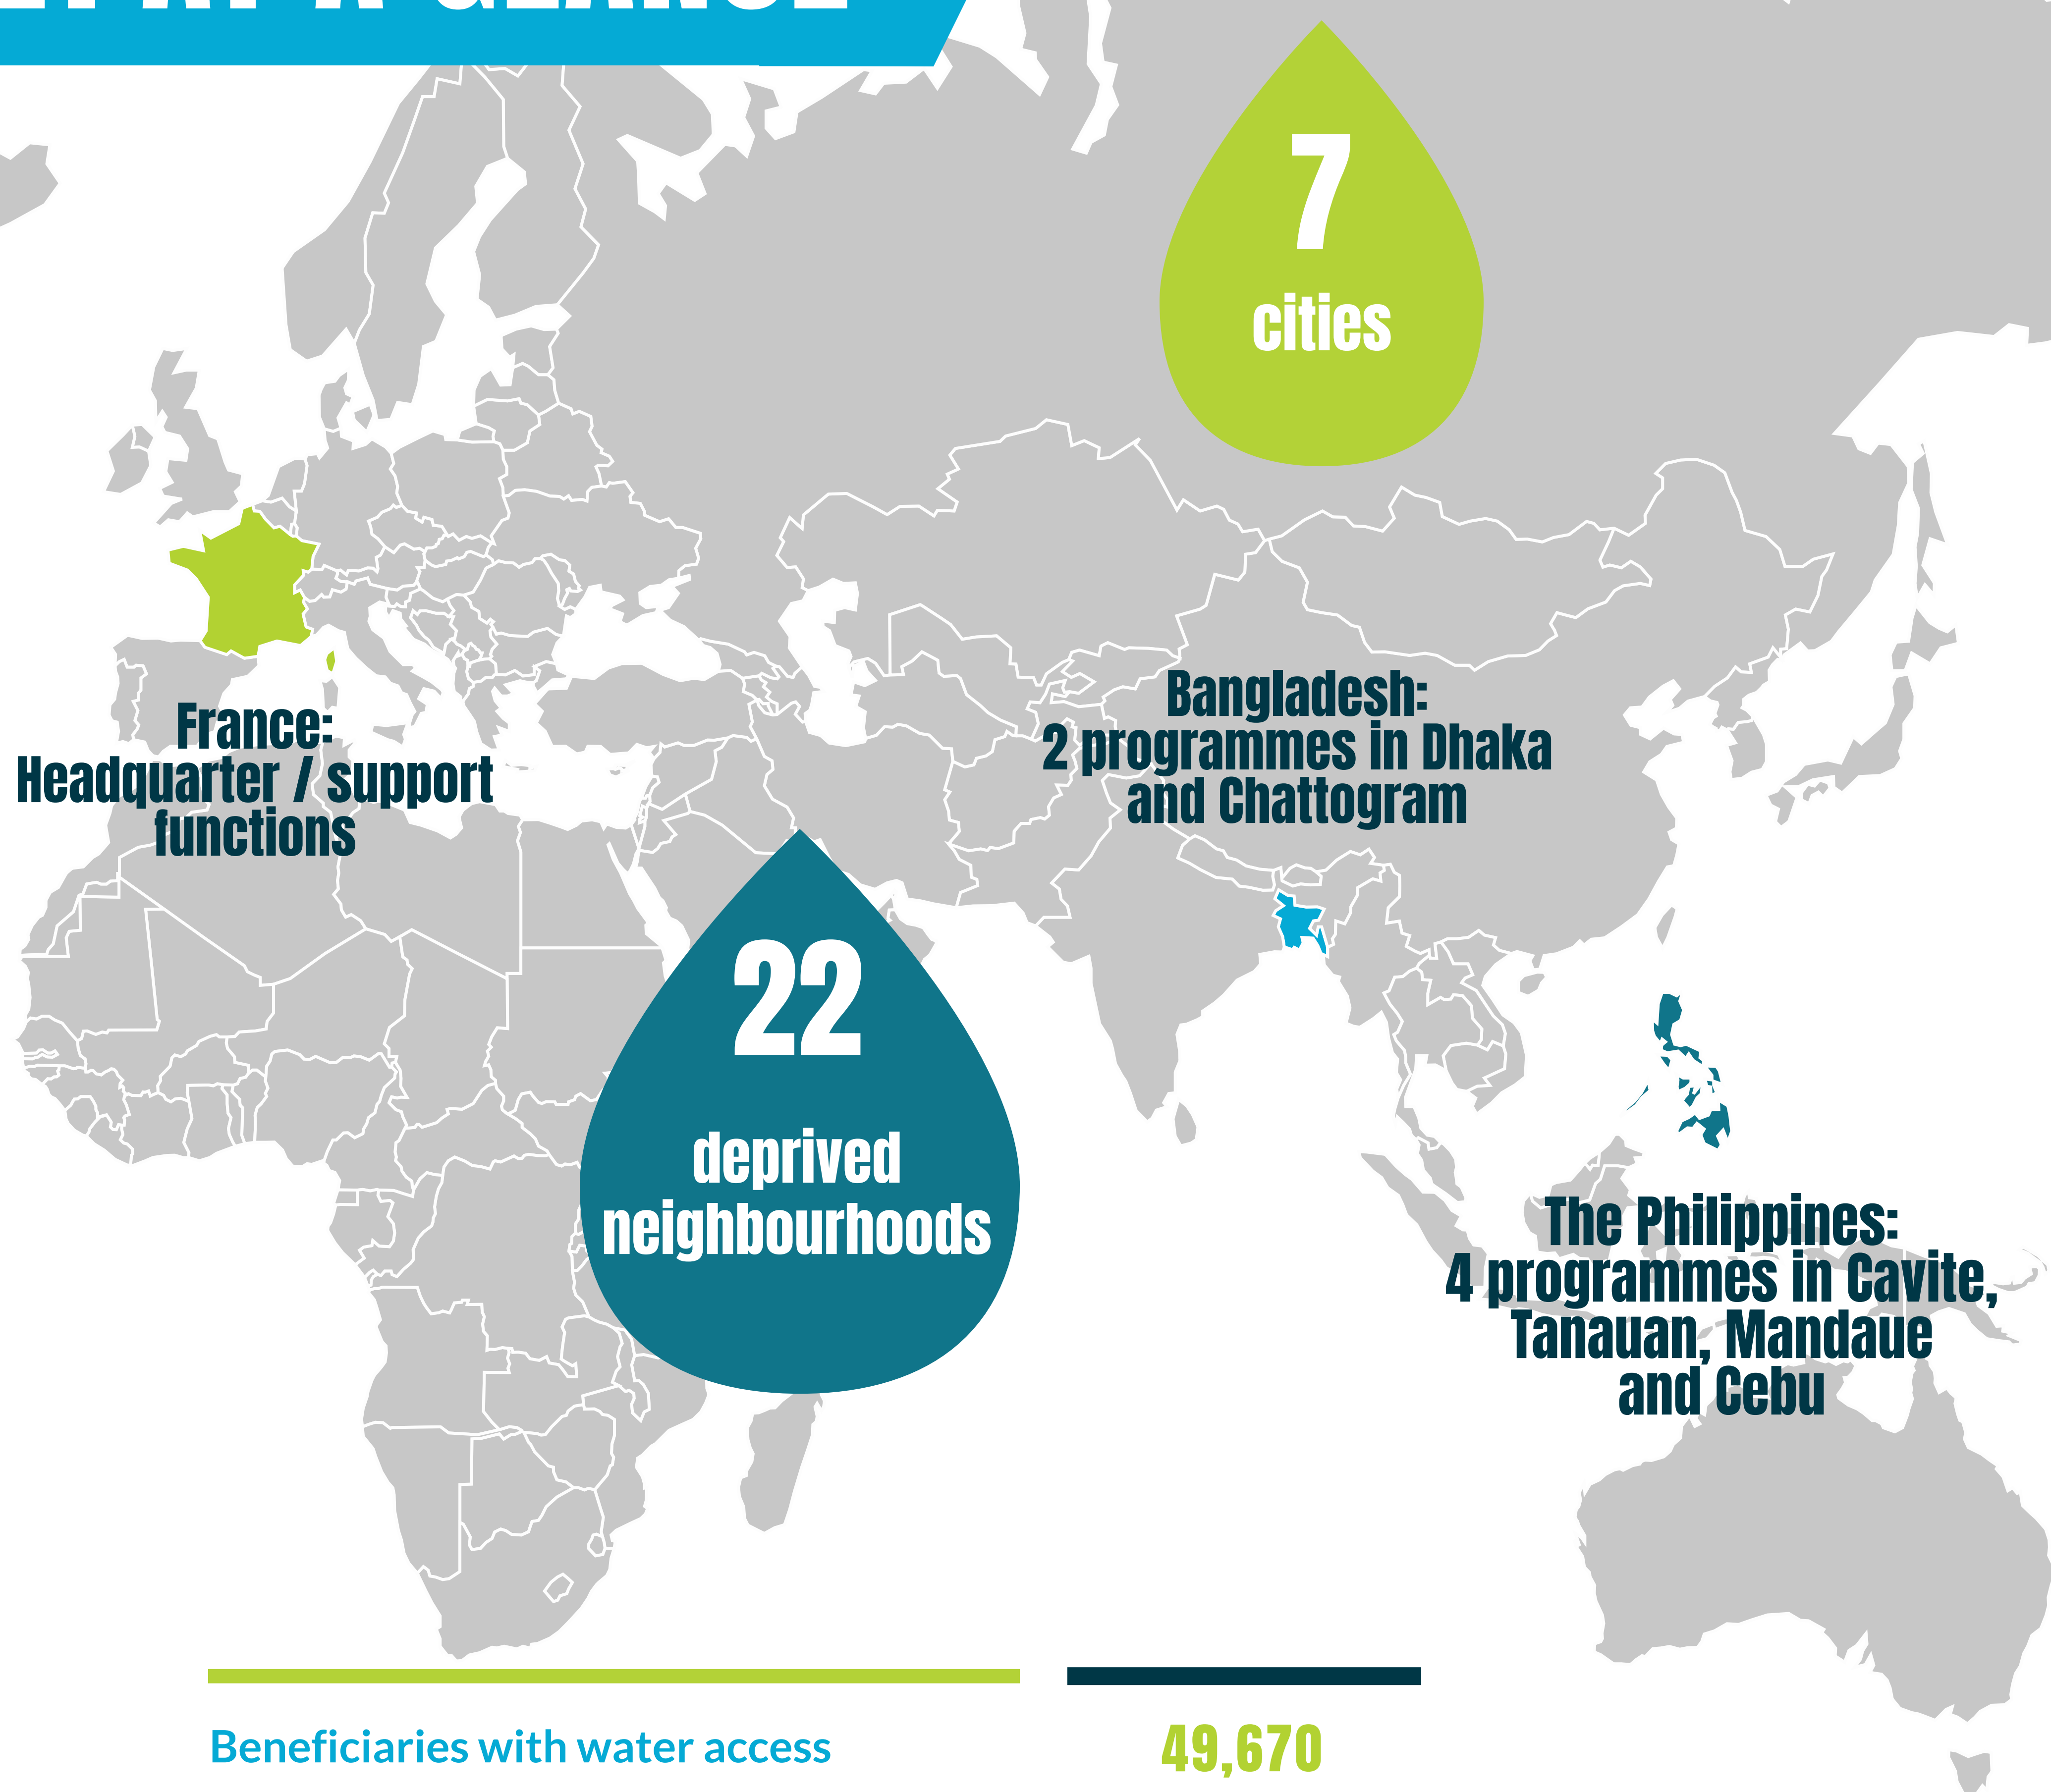 7
cities
Bangladesh:
2 programmes in Dhaka
and Chattogram
France:
Headquarter / support
functions
22
deprived
neighbourhoods
The Philippines:
4 programmes in Cavite,
Tanauan, Mandaue
and Cebu
Beneficiaries with water access 49,670